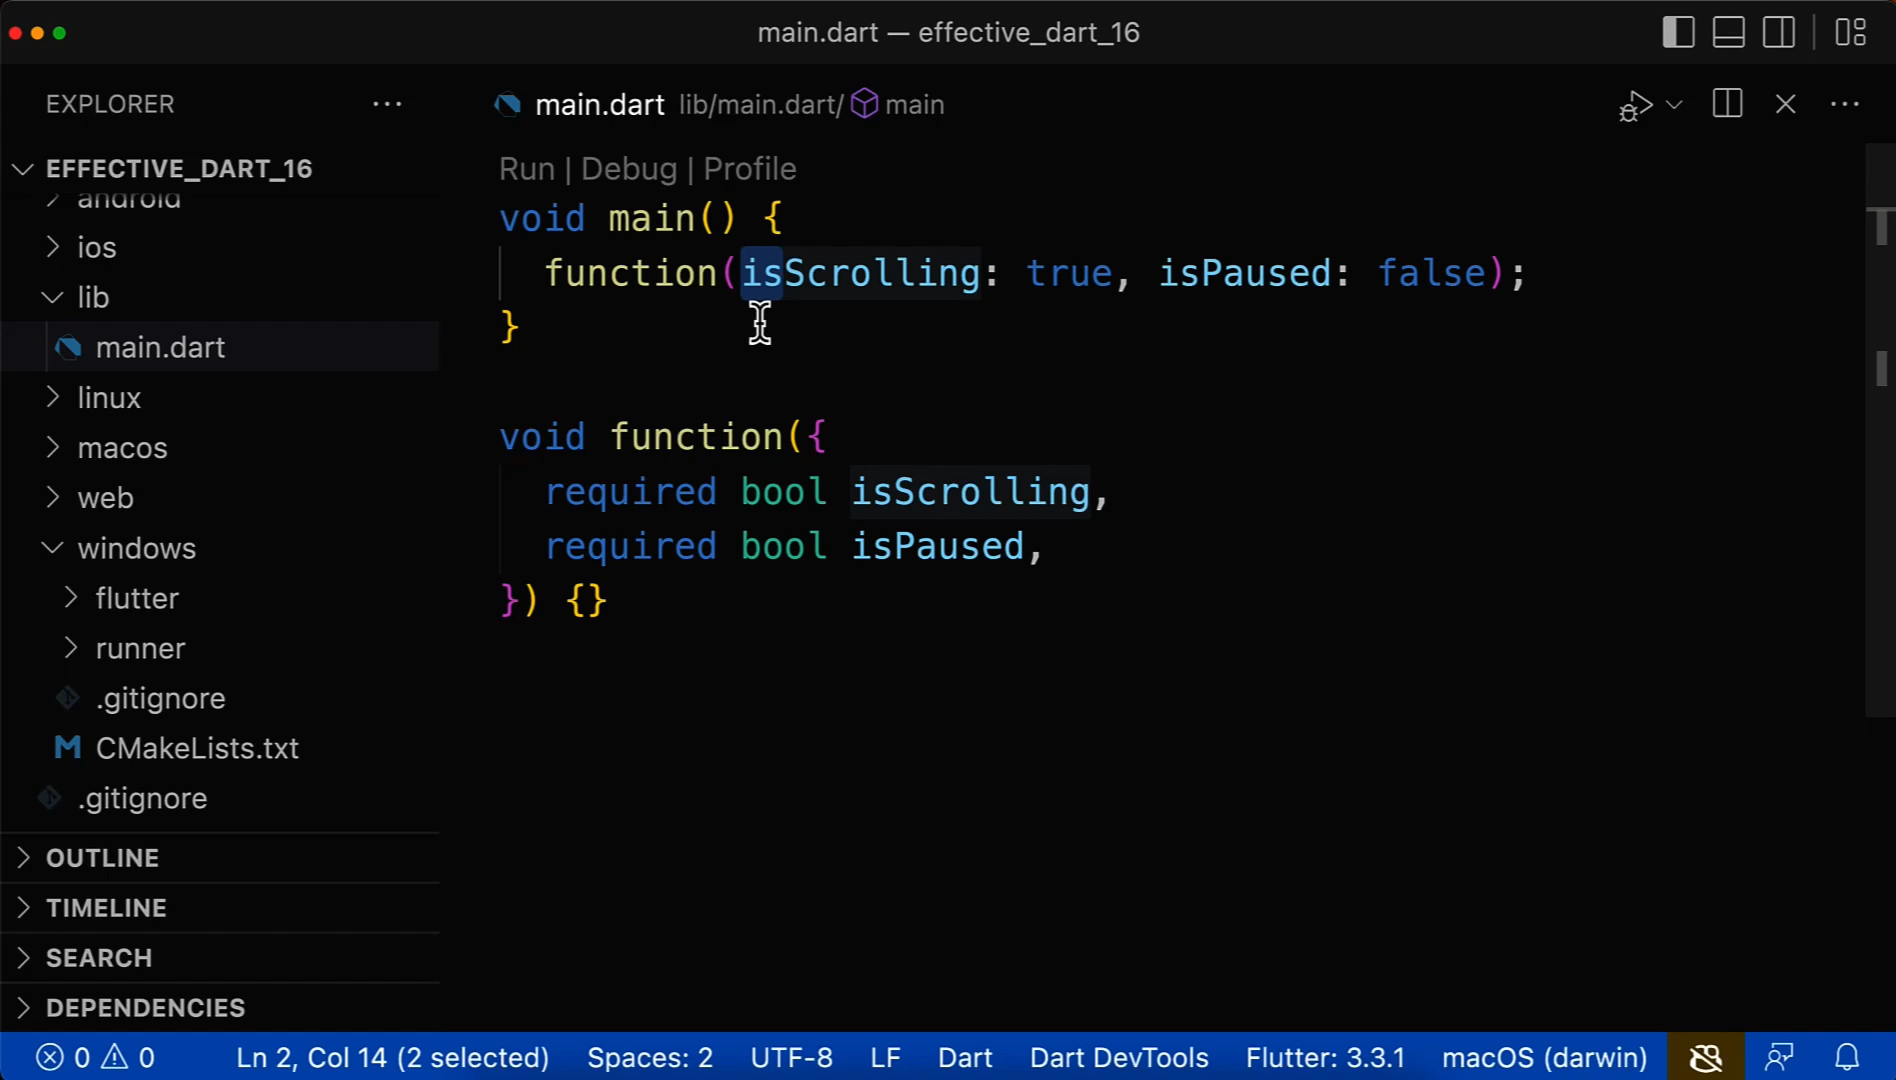 main.dart — effective_dart_16
EXPLORER
main.dart lib/main.dart/ main
EFFECTIVE_DART_16
android
ios
lib
main.dart
linux
macos
web
windows
flutter
runner
.gitignore
CMakeLists.txt
.gitignore
OUTLINE
TIMELINE
SEARCH
DEPENDENCIES
Run | Debug | Profile
void main() {
function(isScrolling: true, isPaused: false);
}
void function({
required bool isScrolling,
required bool isPaused,
}) {}
0 0 Ln 2, Col 14 (2 selected) Spaces: 2 UTF-8 LF Dart Dart DevTools Flutter: 3.3.1 macOS (darwin)